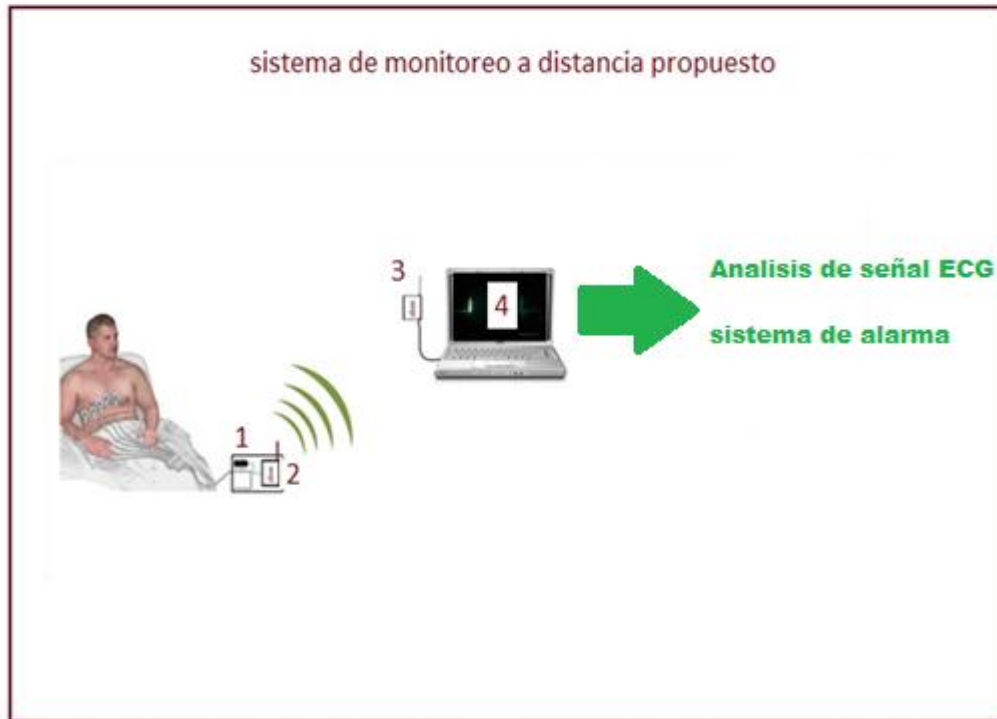 sistema de monitoreo a distancia propuesto
3
4
Analisis de señal ECG
sistema de alarma
1
2